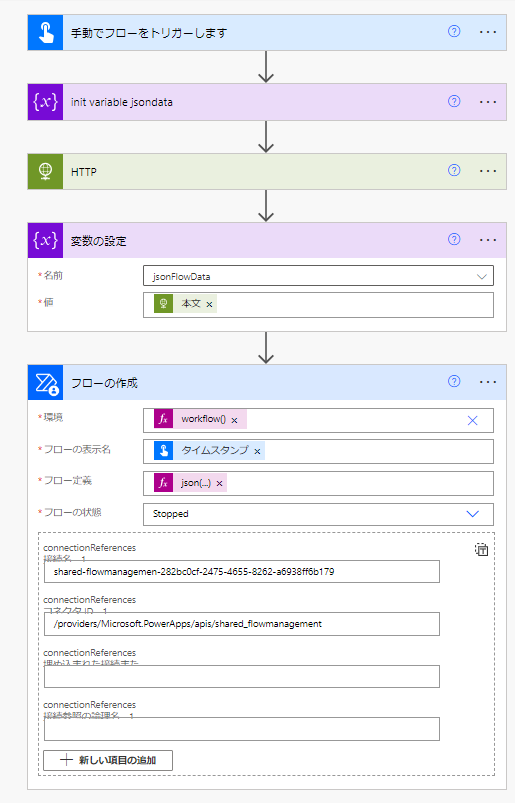 手動でフローをトリガーします
{x} init variable jsondata
HTTP
{x} 変数の設定
*名前 jsonFlowData
*値 本文 ×
フローの作成
*環境 fx workflow() ×
*フローの表示名 タイムスタンプ ×
*フロー定義 fx json(...) ×
*フローの状態 Stopped
connectionReferences
接続名 - 1
shared-flowmanagemen-282bc0cf-2475-4655-8262-a6938ff6b179
connectionReferences
コネクタ ID - 1
/providers/Microsoft.PowerApps/apis/shared_flowmanagement
connectionReferences
埋め込まれた接続また
connectionReferences
接続参照の論理名 - 1
新しい項目の追加